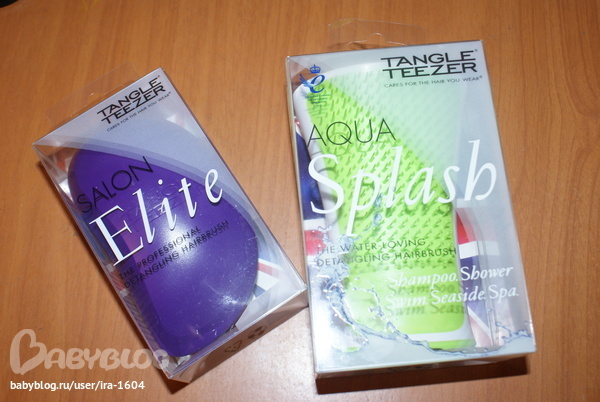 TANGLE
TEEZER
CARES FOR THE HAIR YOU WEAR
SALON
Elite
THE PROFESSIONAL
DETANGLING HAIRBRUSH
TANGLE
TEEZER
CARES FOR THE HAIR YOU WEAR
AQUA
Splash
THE WATER-LOVING
DETANGLING HAIRBRUSH
Shampoo. Shower
Swim. Seaside. Spa.
BABYBLOG
babyblog.ru/user/ira-1604